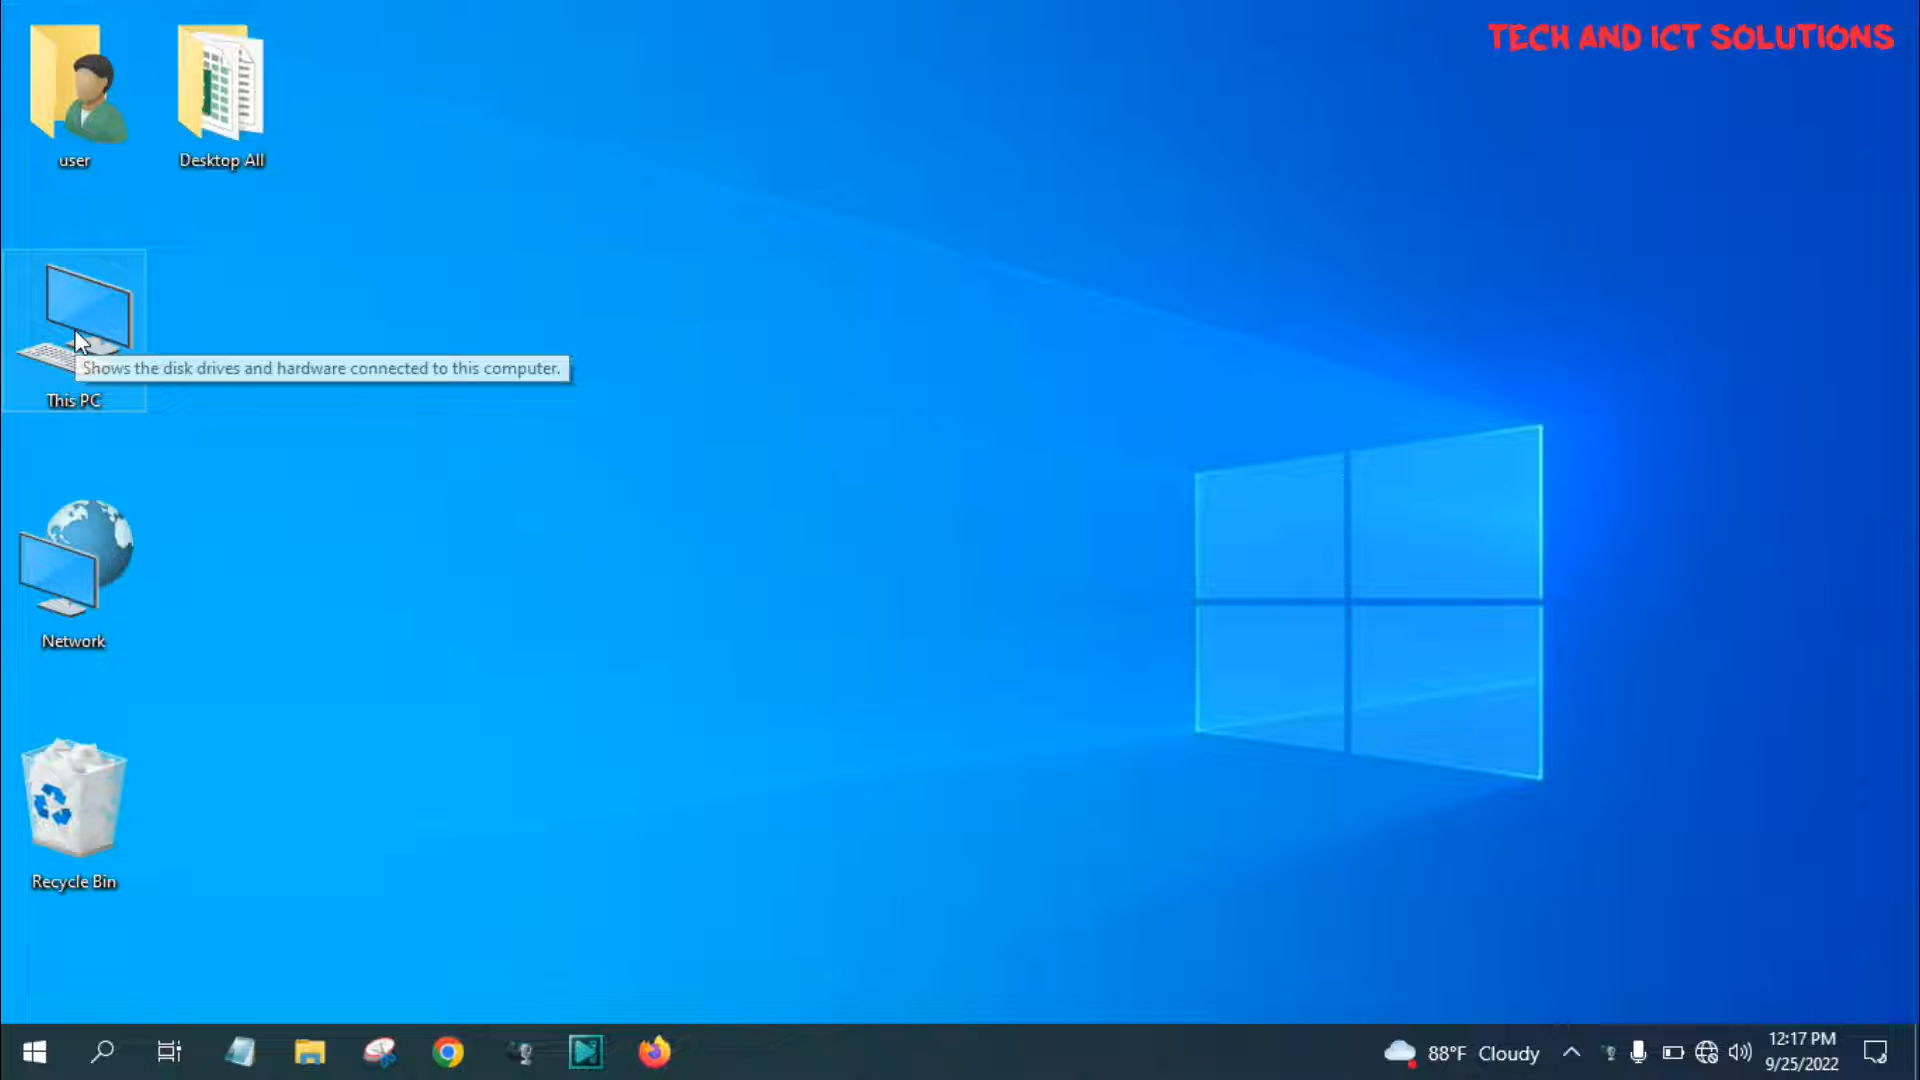 TECH AND ICT SOLUTIONS
user
Desktop All
Shows the disk drives and hardware connected to this computer.
This PC
Network
Recycle Bin
88°F Cloudy
12:17 PM
9/25/2022